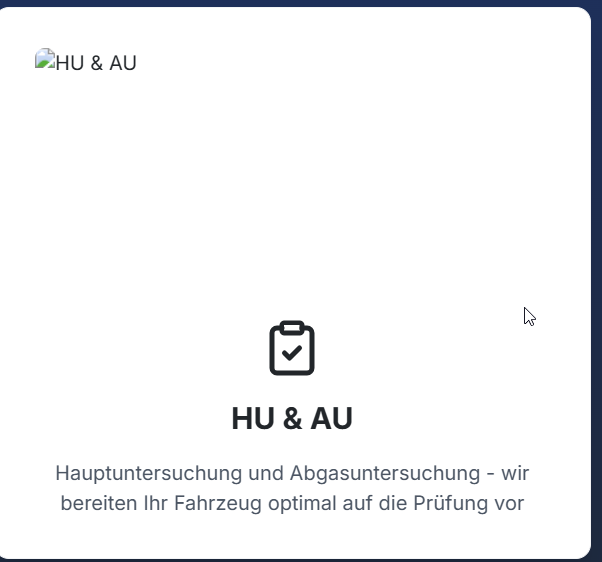 HU & AU
HU & AU
Hauptuntersuchung und Abgasuntersuchung - wir
bereiten Ihr Fahrzeug optimal auf die Prüfung vor